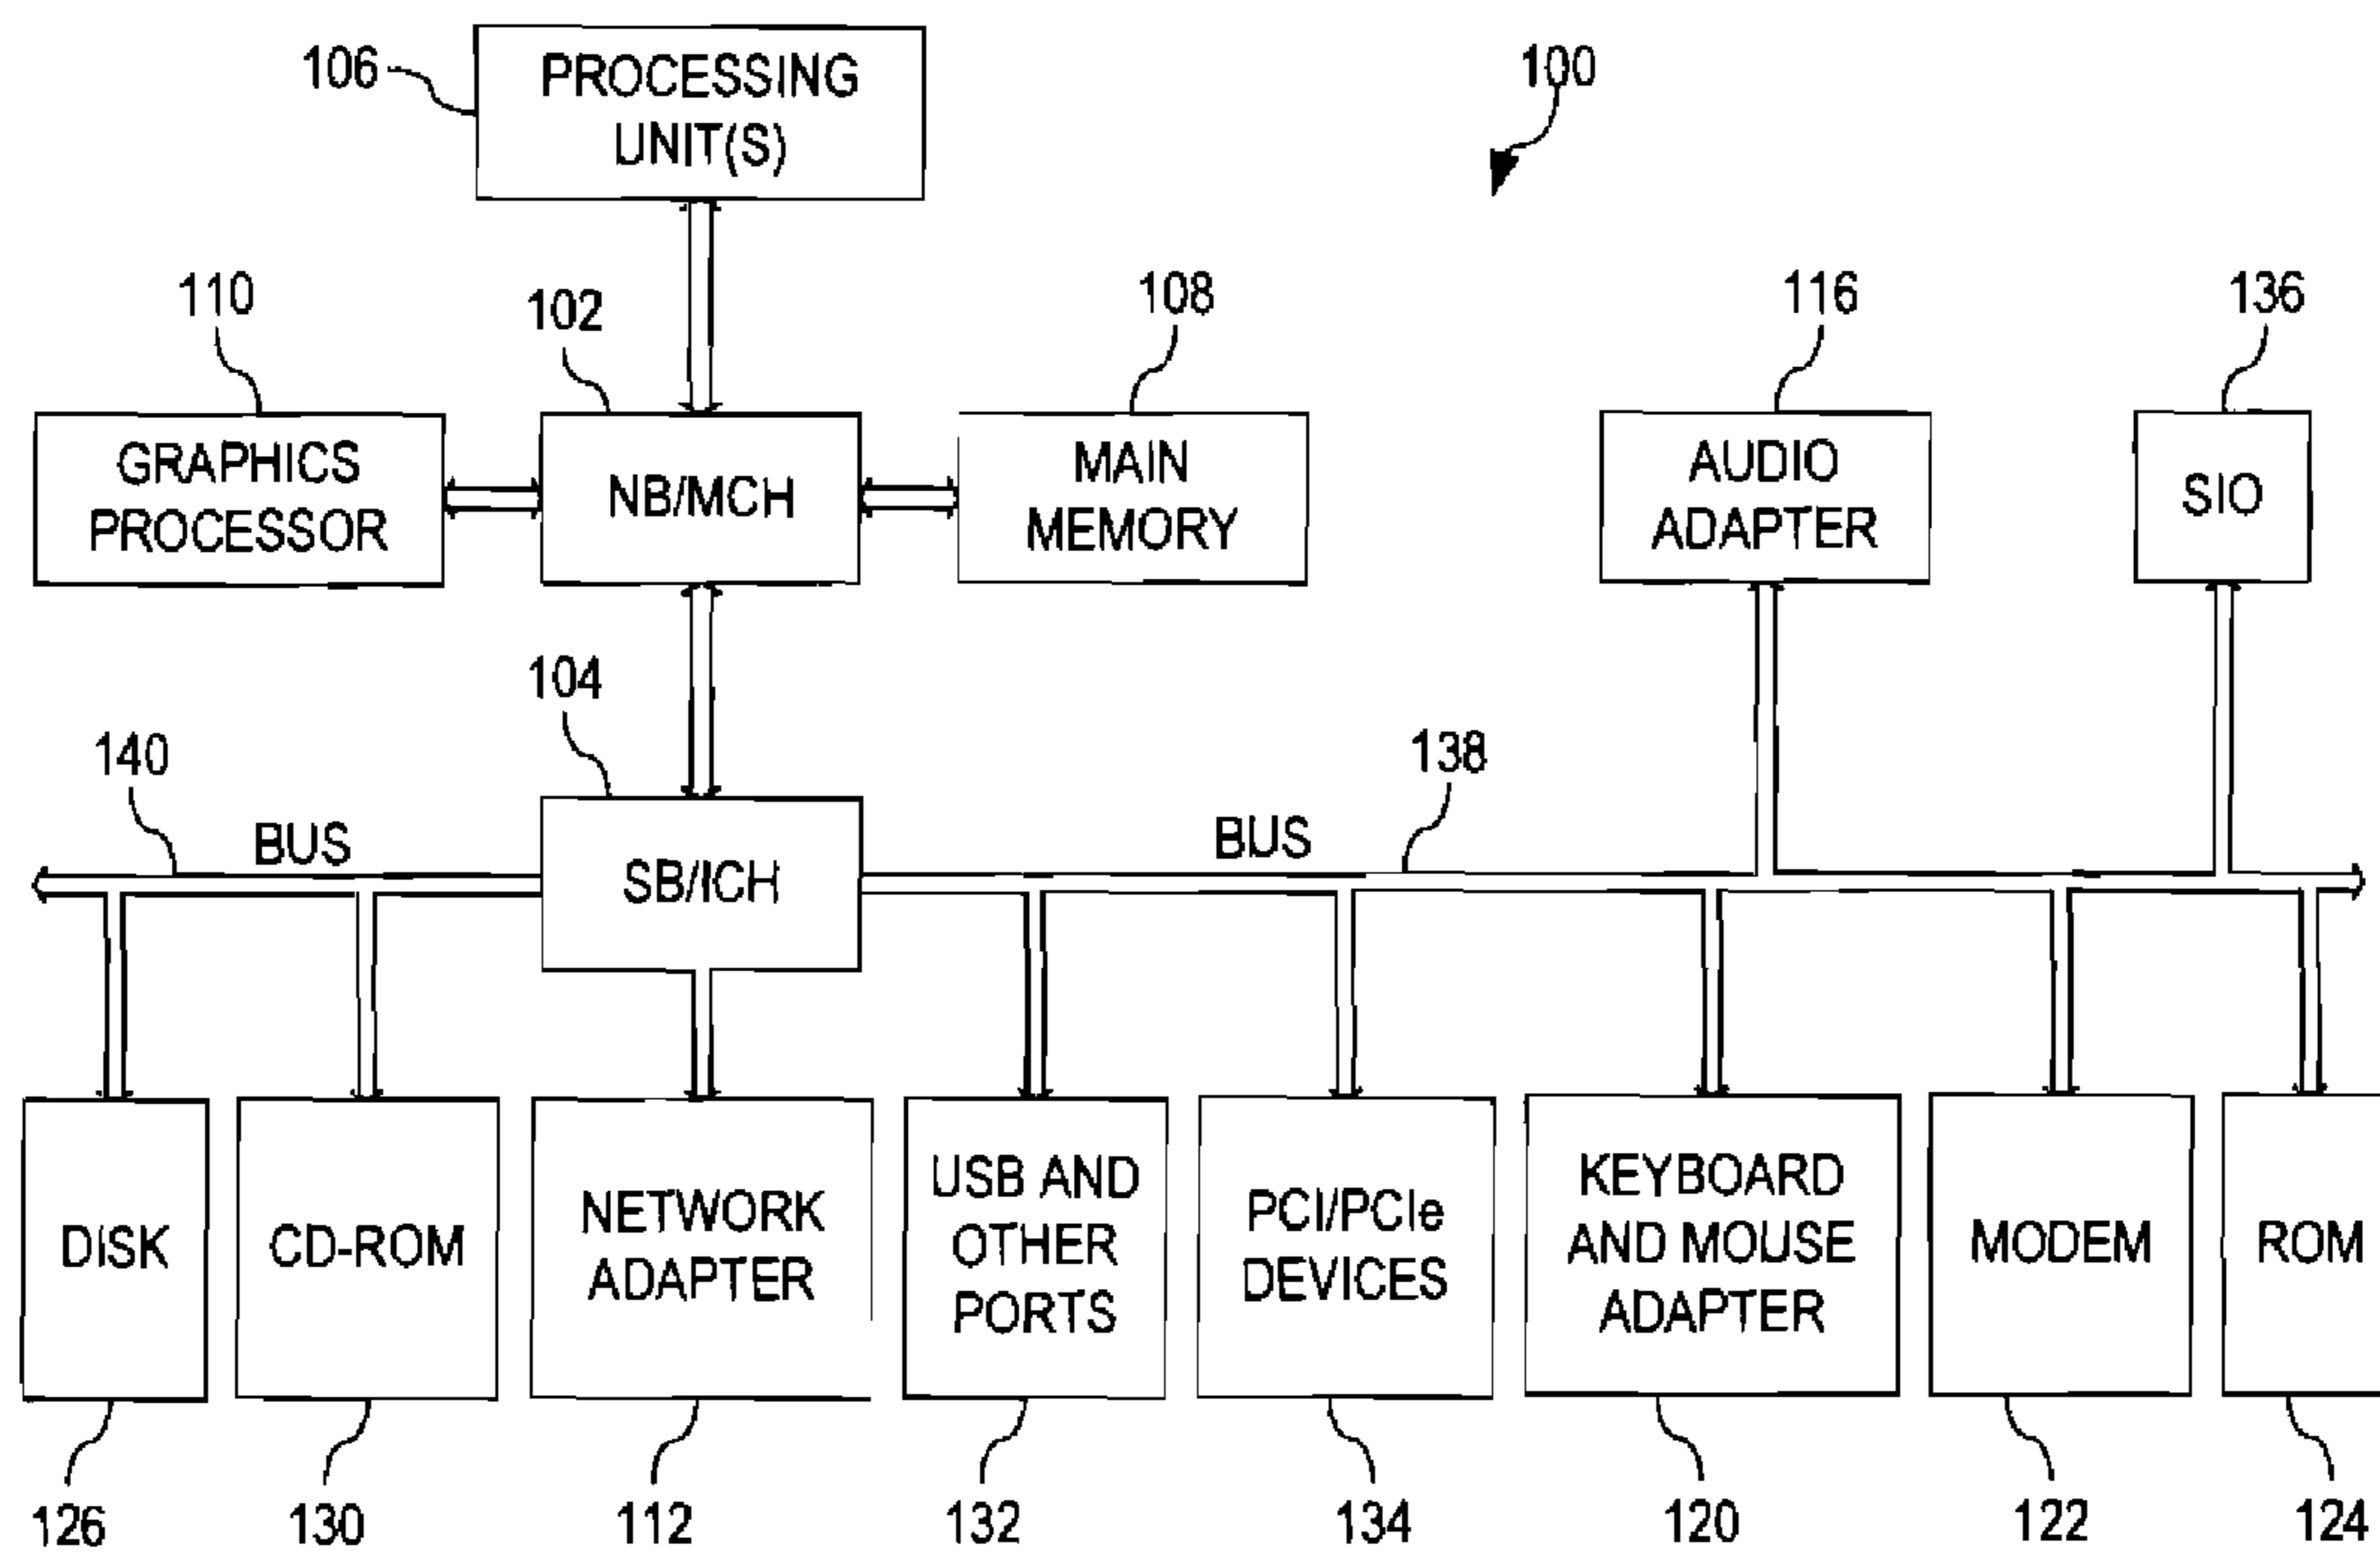 106
PROCESSING
UNIT(S)
100
110
102
108
116
136
GRAPHICS
PROCESSOR
NB/MCH
MAIN
MEMORY
AUDIO
ADAPTER
SIO
104
140
138
BUS
BUS
SB/ICH
DISK
CD-ROM
NETWORK
ADAPTER
USB AND
OTHER
PORTS
PCI/PCIe
DEVICES
KEYBOARD
AND MOUSE
ADAPTER
MODEM
ROM
126
130
112
132
134
120
122
124